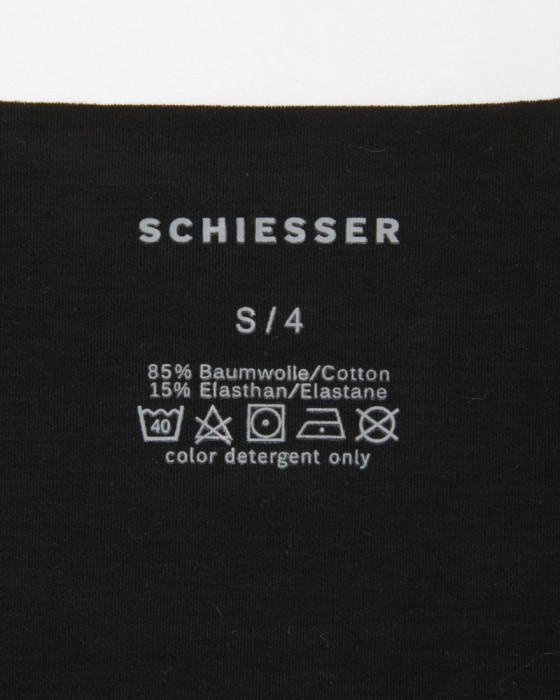 SCHIESSER
S/4
85% Baumwolle/Cotton
15% Elasthan/Elastane
40
color detergent only